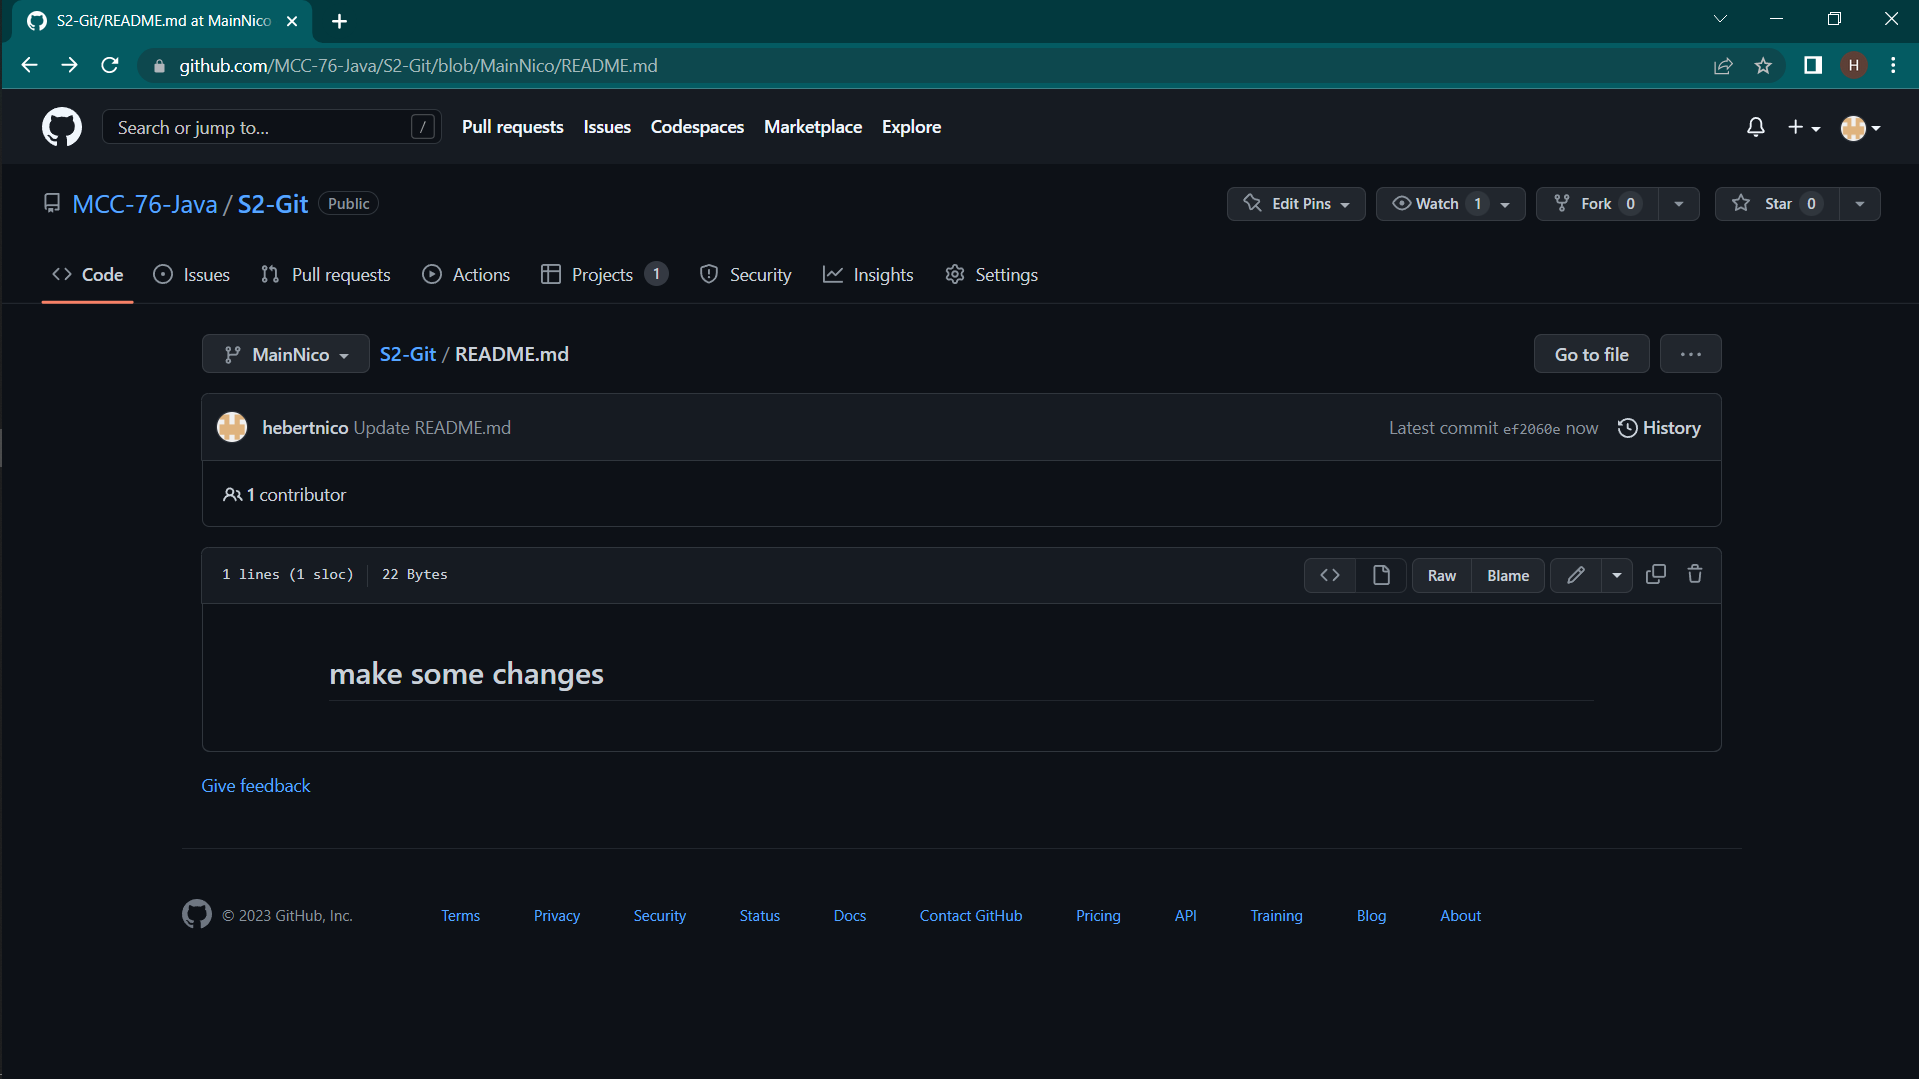 S2-Git/README.md at MainNico
github.com/MCC-76-Java/S2-Git/blob/MainNico/README.md
H
Search or jump to... /
Pull requests Issues Codespaces Marketplace Explore
MCC-76-Java / S2-Git Public
Edit Pins Watch 1 Fork 0 Star 0
Code Issues Pull requests Actions Projects 1 Security Insights Settings
MainNico S2-Git / README.md Go to file
hebertnico Update README.md Latest commit ef2060e now History
1 contributor
1 lines (1 sloc) 22 Bytes Raw Blame
make some changes
Give feedback
© 2023 GitHub, Inc. Terms Privacy Security Status Docs Contact GitHub Pricing API Training Blog About